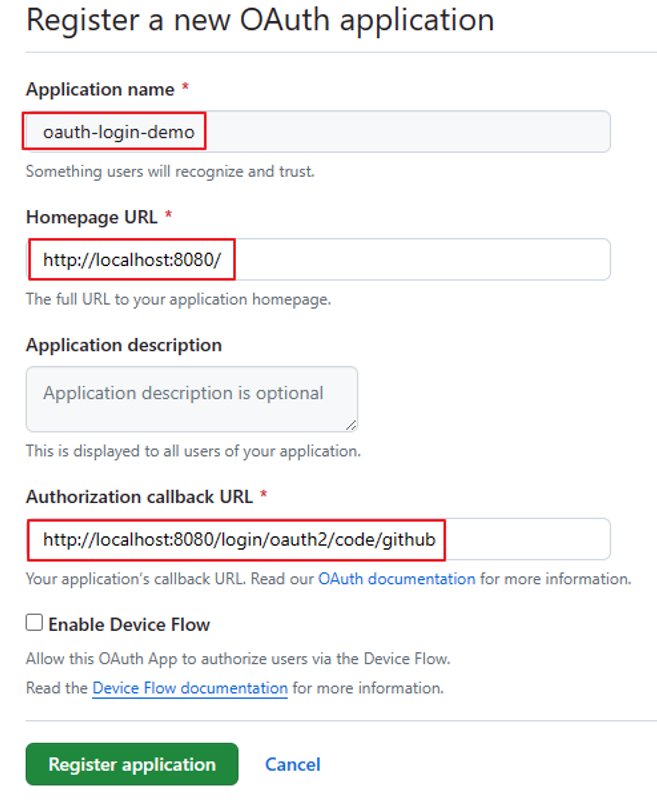 Register a new OAuth application
Application name *
oauth-login-demo
Something users will recognize and trust.
Homepage URL *
http://localhost:8080/
The full URL to your application homepage.
Application description
Application description is optional
This is displayed to all users of your application.
Authorization callback URL *
http://localhost:8080/login/oauth2/code/github
Your application’s callback URL. Read our OAuth documentation for more information.
Enable Device Flow
Allow this OAuth App to authorize users via the Device Flow.
Read the Device Flow documentation for more information.
Register application Cancel